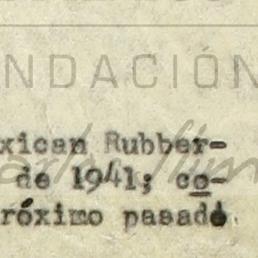 NDACIÓN
xican Rubber-
de 1941; co-
róximo pasado